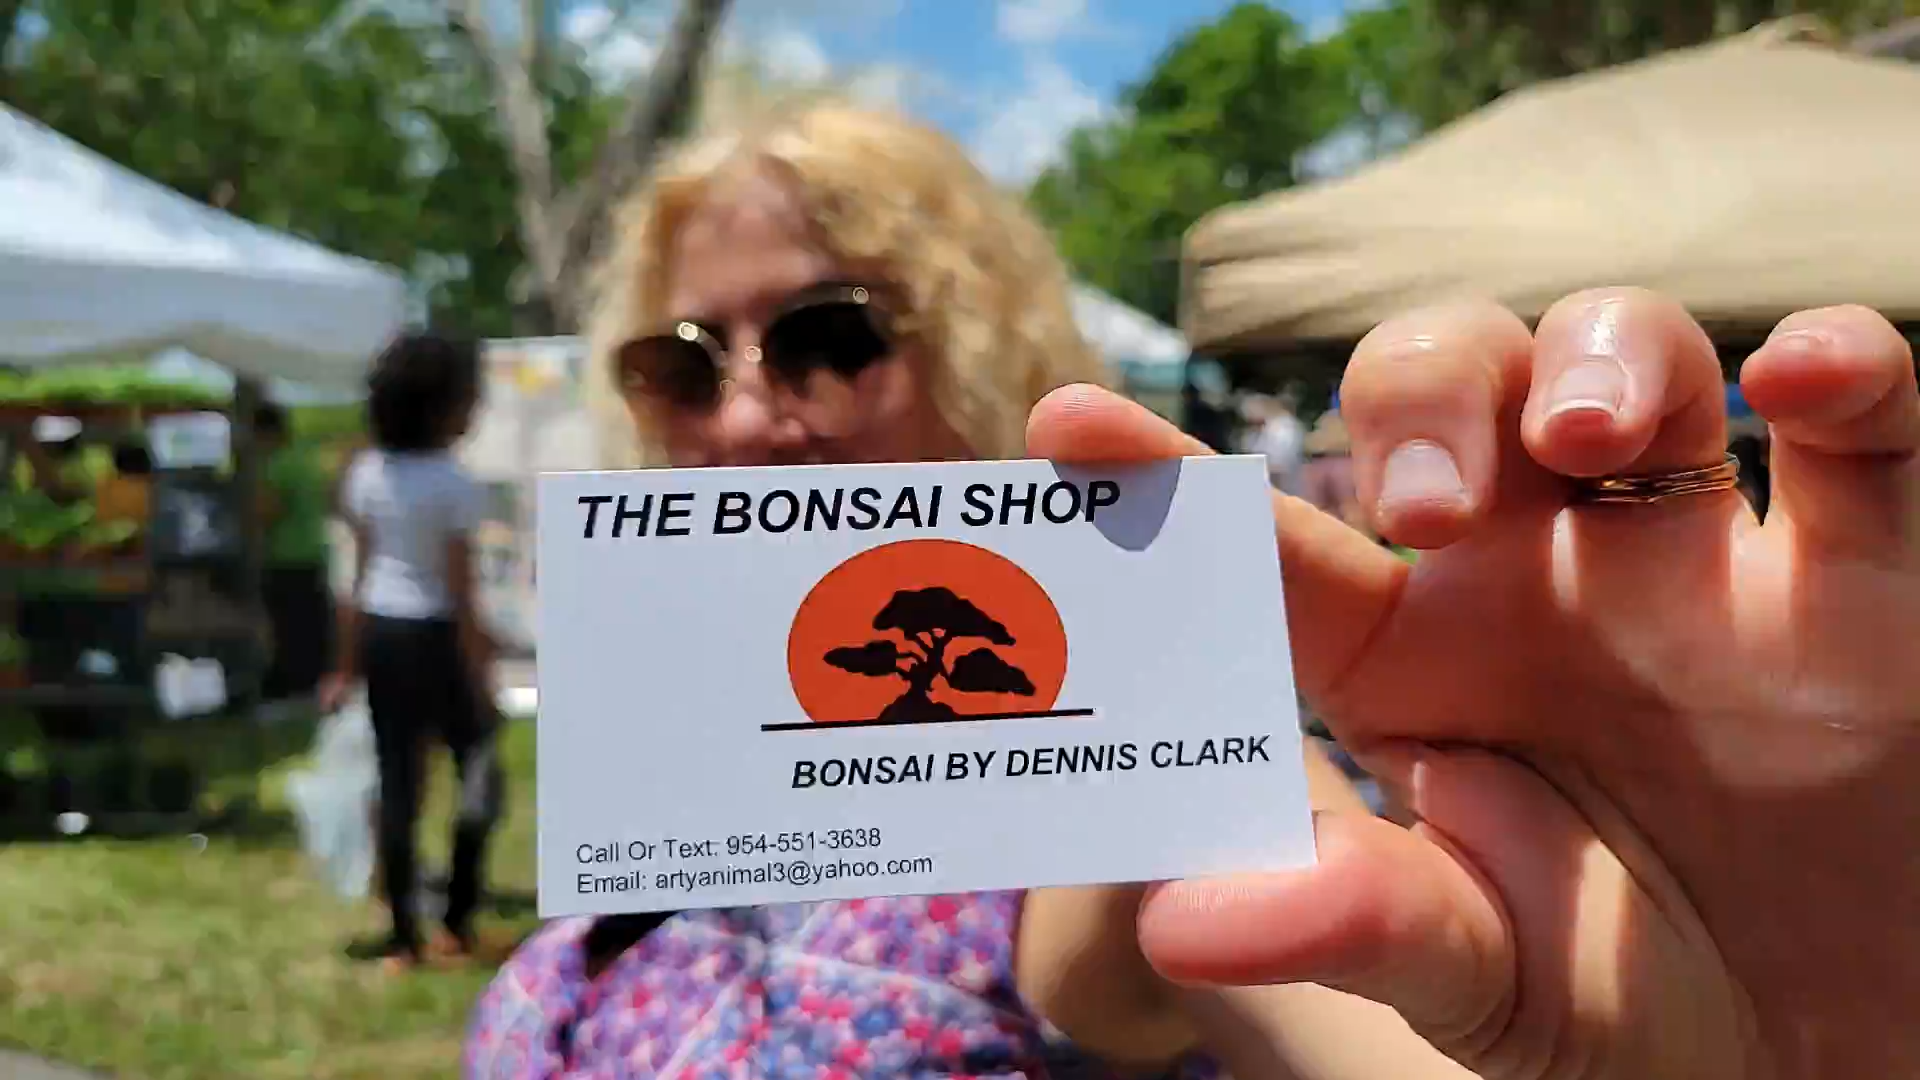 THE BONSAI SHOP
BONSAI BY DENNIS CLARK
Call Or Text: 954-551-3638
Email: artyanimal3@yahoo.com